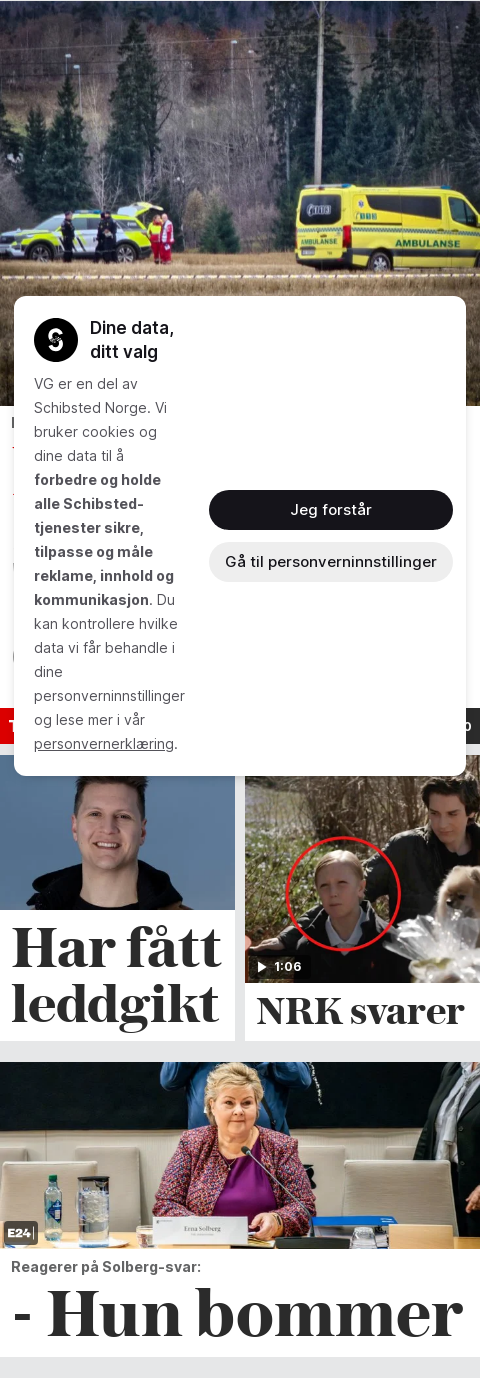 AMBULANSE
AMBULANSE
Dine data,
ditt valg
VG er en del av
Schibsted Norge. Vi
bruker cookies og
dine data til å
forbedre og holde
alle Schibsted-
tjenester sikre,
tilpasse og måle
reklame, innhold og
kommunikasjon. Du
kan kontrollere hvilke
data vi får behandle i
dine
personverninnstillinger
og lese mer i vår
personvernerklæring.
Jeg forstår
Gå til personverninnstillinger
Har fått
leddgikt
1:06
NRK svarer
Erna Solberg
E24
Reagerer på Solberg-svar:
- Hun bommer